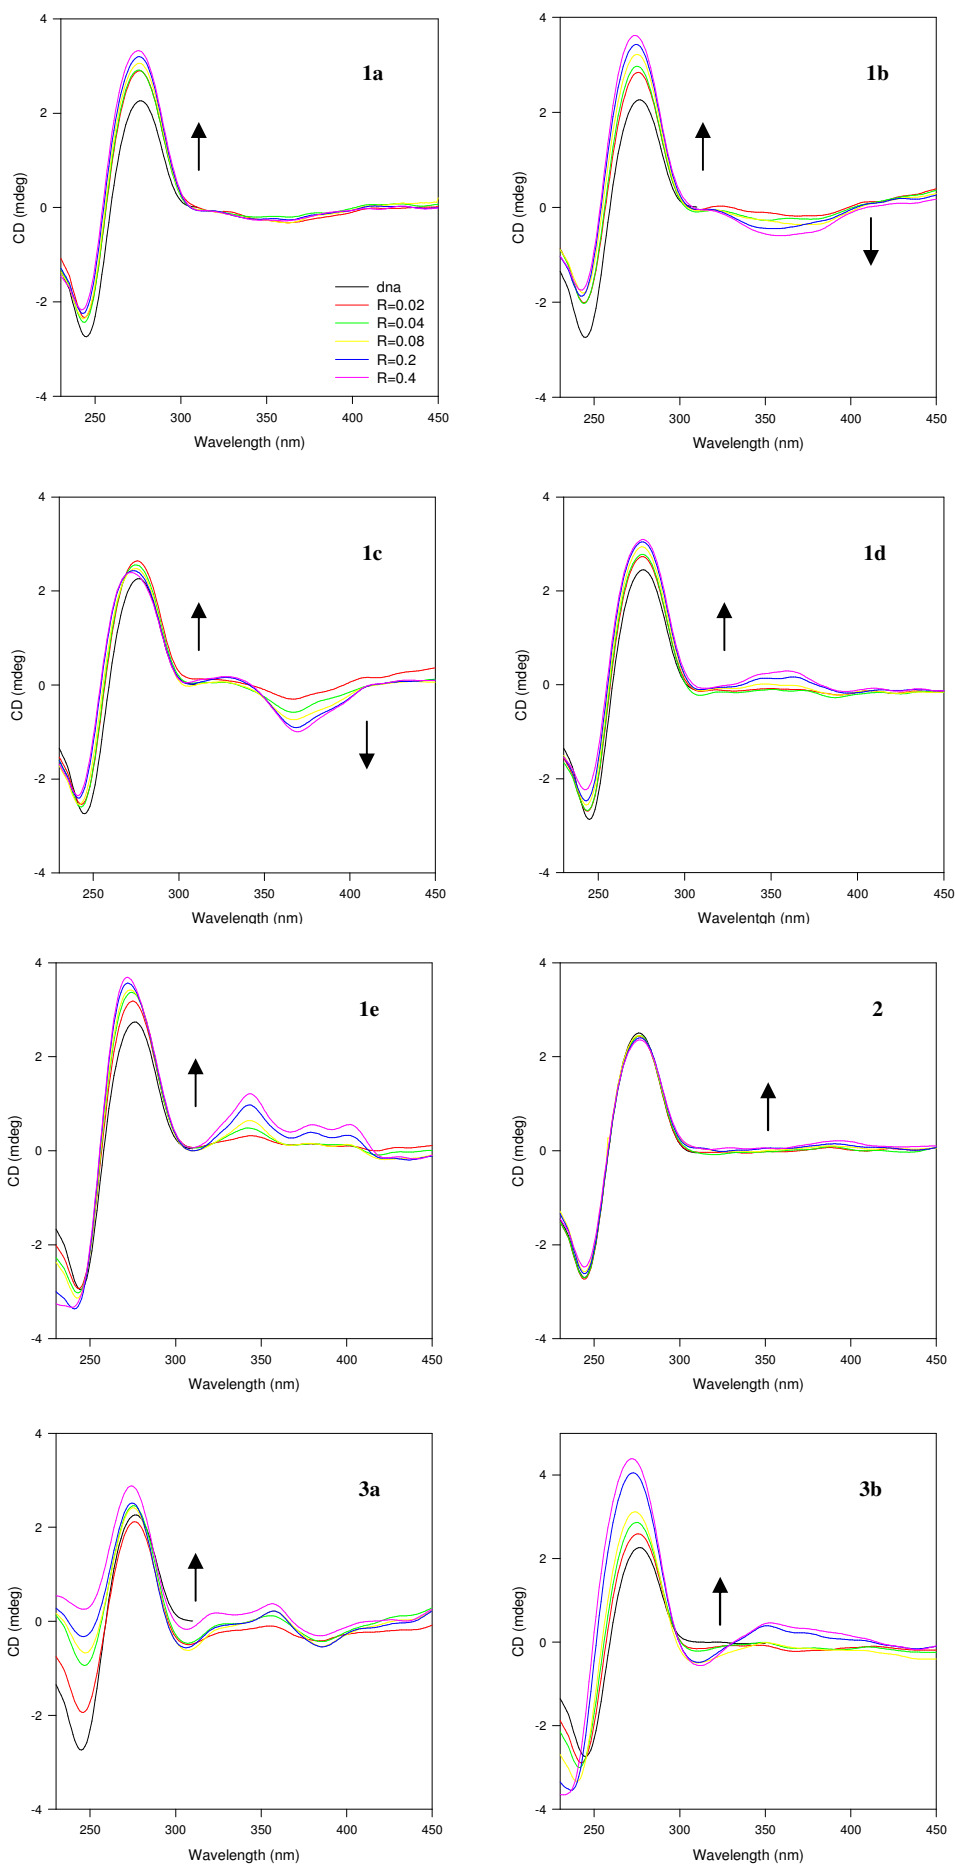 1a
CD (mdeg)
4
2
0
-2
-4
dna
R=0.02
R=0.04
R=0.08
R=0.2
R=0.4
250 300 350 400 450
Wavelength (nm)
1b
CD (mdeg)
4
2
0
-2
-4
250 300 350 400 450
Wavelength (nm)
1c
CD (mdeg)
4
2
0
-2
-4
250 300 350 400 450
Wavelength (nm)
1d
CD (mdeg)
4
2
0
-2
-4
250 300 350 400 450
Wavelentgh (nm)
1e
CD (mdeg)
4
2
0
-2
-4
250 300 350 400 450
Wavelength (nm)
2
CD (mdeg)
4
2
0
-2
-4
250 300 350 400 450
Wavelength (nm)
3a
CD (mdeg)
4
2
0
-2
-4
250 300 350 400 450
Wavelength (nm)
3b
CD (mdeg)
4
2
0
-2
-4
250 300 350 400 450
Wavelength (nm)